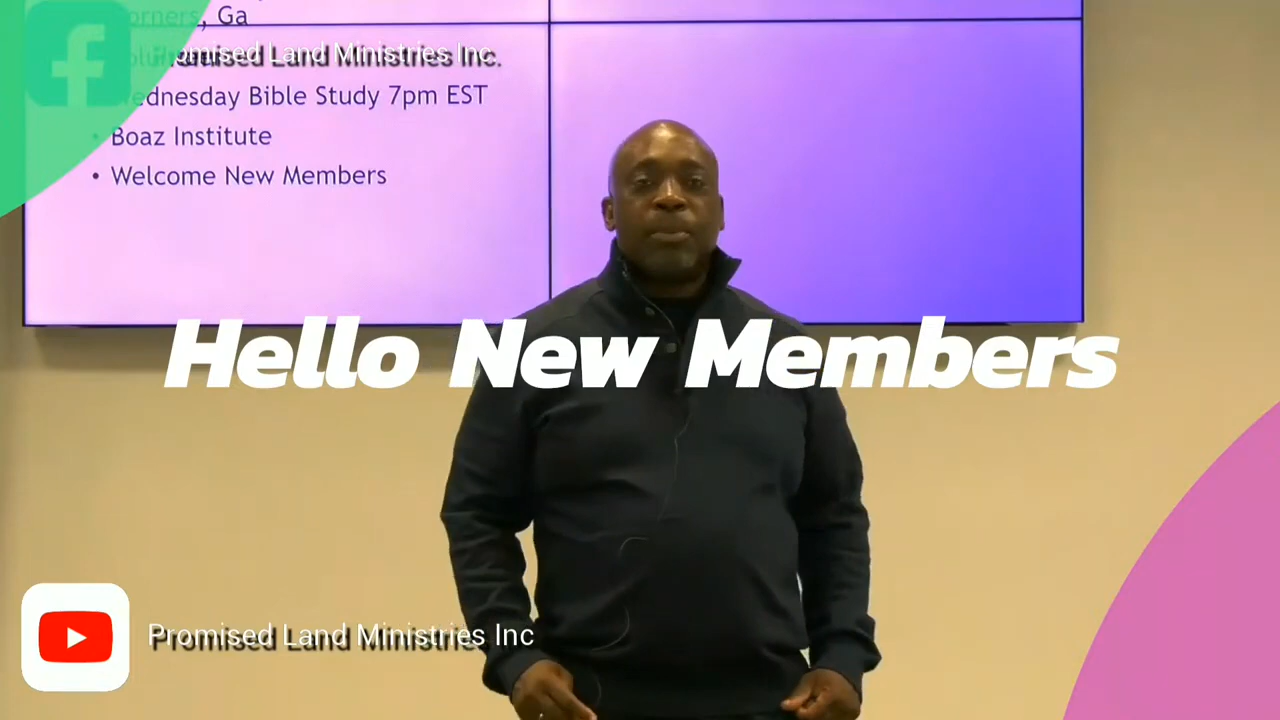 orners, Ga
Promised Land Ministries Inc.
Wednesday Bible Study 7pm EST
• Boaz Institute
• Welcome New Members
Hello New Members
Promised Land Ministries Inc